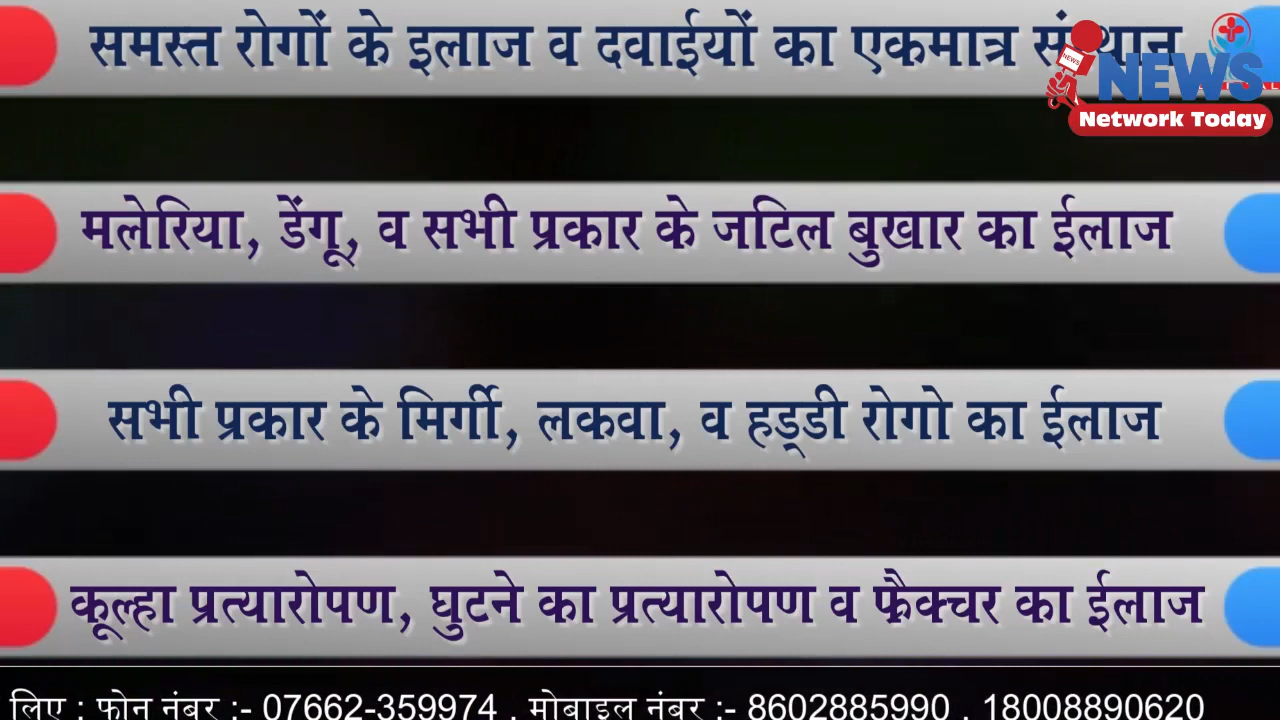 समस्त रोगों के इलाज व दवाईयों का एकमात्र संस्थान
NEWS
NEWS
Network Today
मलेरिया, डेंगू, व सभी प्रकार के जटिल बुखार का ईलाज
सभी प्रकार के मिर्गी, लकवा, व हड्डी रोगो का ईलाज
कूल्हा प्रत्यारोपण, घुटने का प्रत्यारोपण व फ्रैक्चर का ईलाज
लिए : फोन नंबर :- 07662-359974 , मोबाइल नंबर :- 8602885990 , 18008890620